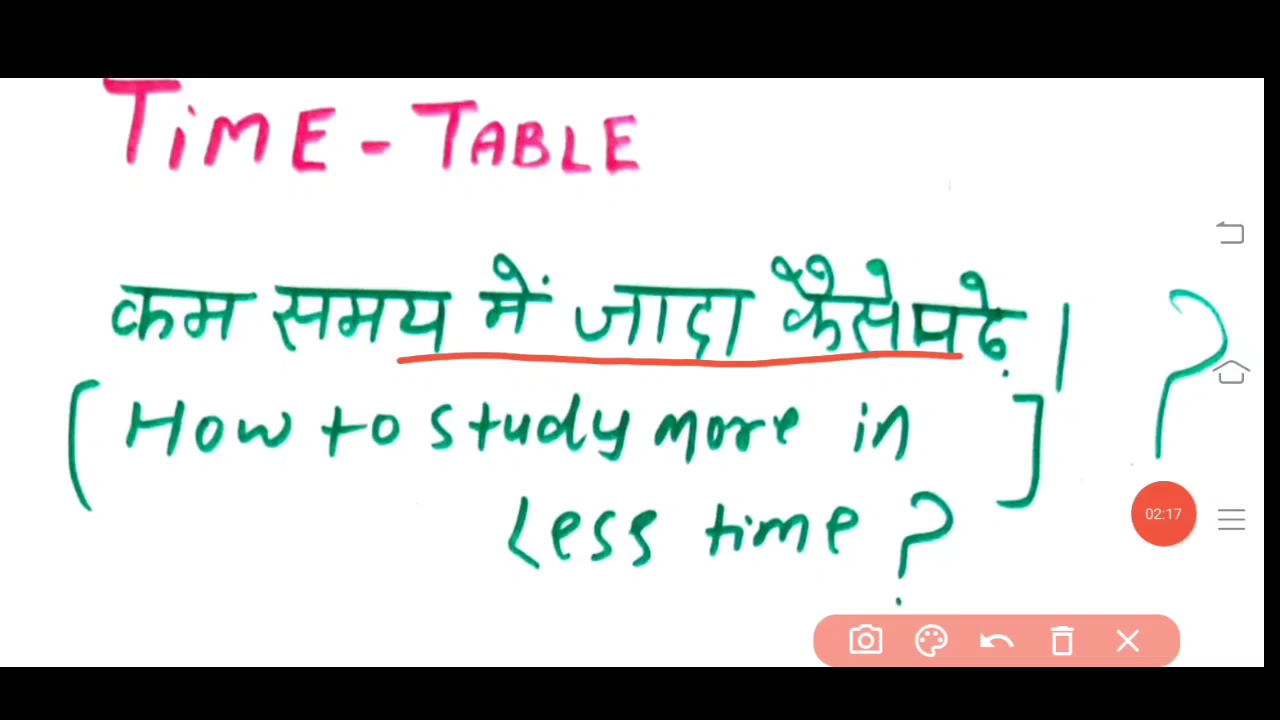 TiME - TABLE
कम समय में जादा कैसे पढे़ । ?
[ How to study more in ]
Less time ?
02:17